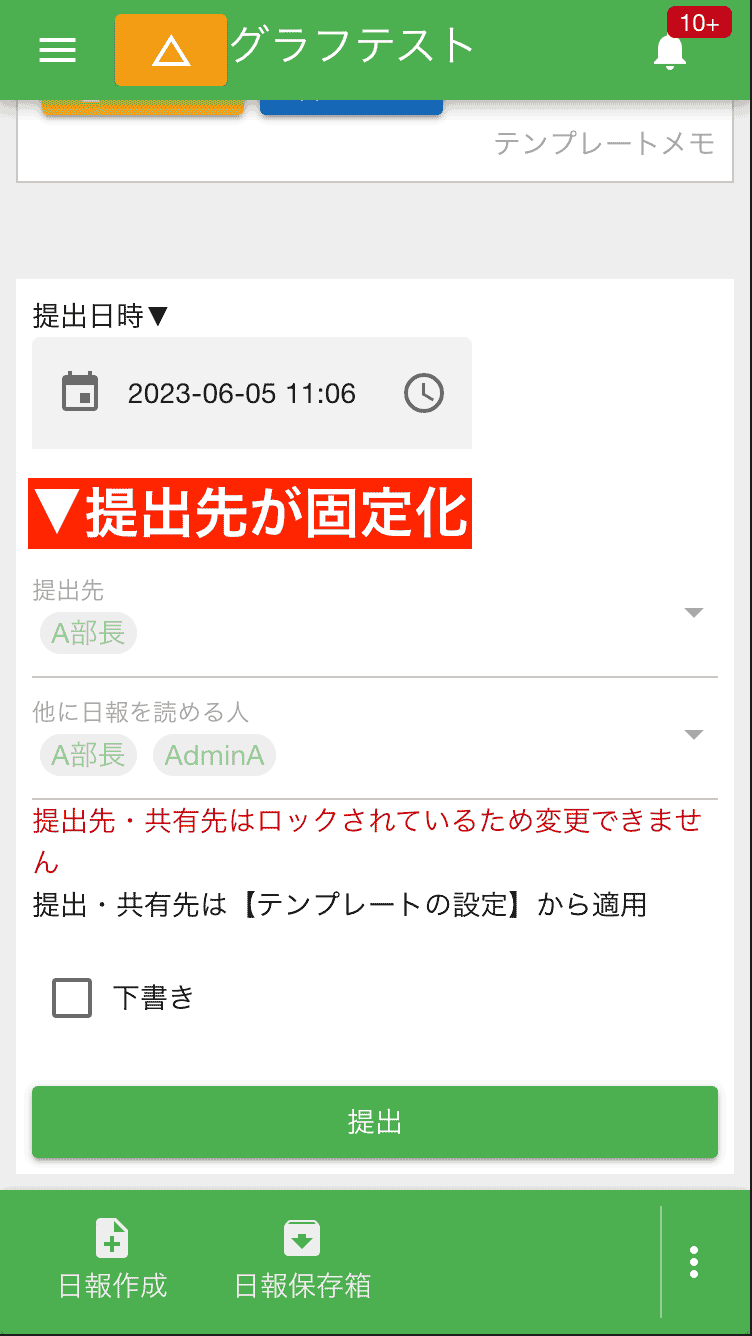 グラフテスト
10+
テンプレートメモ
提出日時▼
2023-06-05 11:06
▼提出先が固定化
提出先
A部長
他に日報を読める人
A部長 AdminA
提出先・共有先はロックされているため変更できませ
ん
提出・共有先は【テンプレートの設定】から適用
下書き
提出
日報作成 日報保存箱